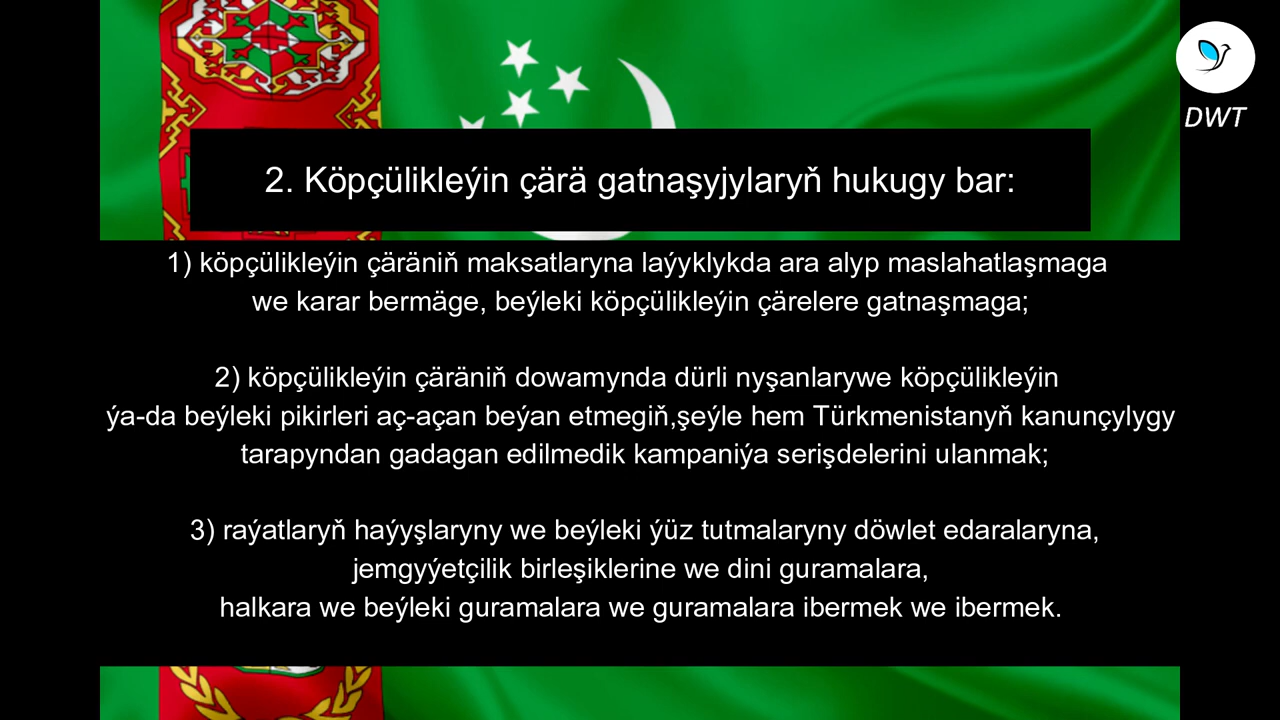 DWT
2. Köpçülikleýin çärä gatnaşyjylaryň hukugy bar:
1) köpçülikleýin çäräniň maksatlaryna laýyklykda ara alyp maslahatlaşmaga
we karar bermäge, beýleki köpçülikleýin çärelere gatnaşmaga;
2) köpçülikleýin çäräniň dowamynda dürli nyşanlarywe köpçülikleýin
ýa-da beýleki pikirleri aç-açan beýan etmegiň,şeýle hem Türkmenistanyň kanunçylygy
tarapyndan gadagan edilmedik kampaniýa serişdelerini ulanmak;
3) raýatlaryň haýyşlaryny we beýleki ýüz tutmalaryny döwlet edaralaryna,
jemgyýetçilik birleşiklerine we dini guramalara,
halkara we beýleki guramalara we guramalara ibermek we ibermek.